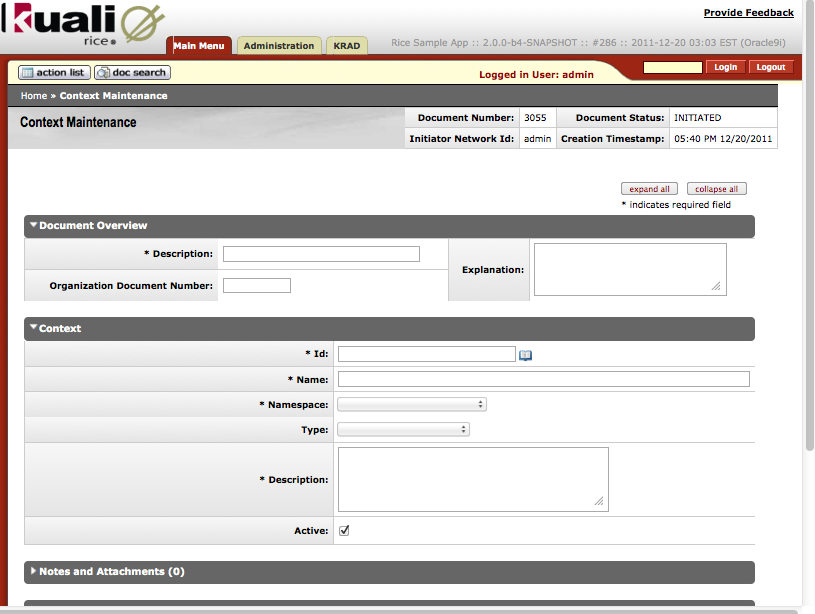 kuali
rice
Provide Feedback
Main Menu Administration KRAD Rice Sample App :: 2.0.0-b4-SNAPSHOT :: #286 :: 2011-12-20 03:03 EST (Oracle9i)
action list doc search Logged in User: admin Login Logout
Home » Context Maintenance
Context Maintenance
Document Number: 3055 Document Status: INITIATED
Initiator Network Id: admin Creation Timestamp: 05:40 PM 12/20/2011
expand all collapse all
* indicates required field
Document Overview
* Description: Explanation:
Organization Document Number:
Context
* Id:
* Name:
* Namespace:
Type:
* Description:
Active:
Notes and Attachments (0)